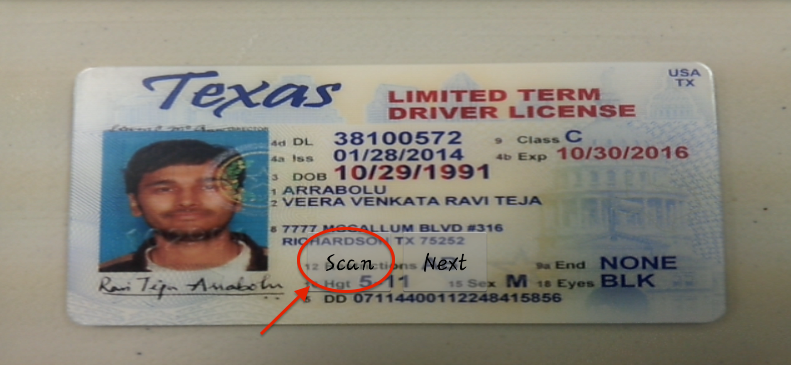 Texas
USA
TX
LIMITED TERM
DRIVER LICENSE
4d DL 38100572 9 Class C
4a Iss 01/28/2014 4b Exp 10/30/2016
3 DOB 10/29/1991
1 ARRABOLU
2 VEERA VENKATA RAVI TEJA
8 7777 MCCALLUM BLVD #316
RICHARDSON TX 75252
Scan Next
12 9a End NONE
16 Hgt 5 11 15 Sex M 18 Eyes BLK
Ravi Teja Arrabolu
5 DD 07114400112248415856